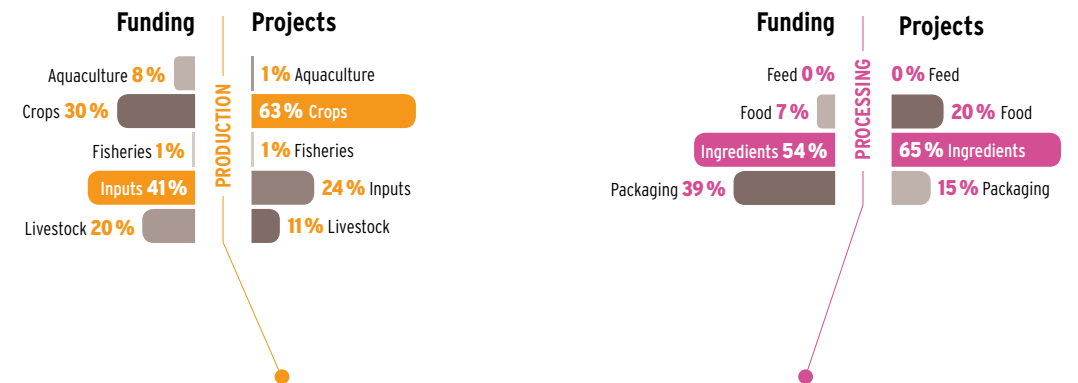 Funding
Projects
Aquaculture 8 %
Crops 30 %
Fisheries 1 %
Inputs 41 %
Livestock 20 %
PRODUCTION
1 % Aquaculture
63 % Crops
1 % Fisheries
24 % Inputs
11 % Livestock
Funding
Projects
Feed 0 %
Food 7 %
Ingredients 54 %
Packaging 39 %
PROCESSING
0 % Feed
20 % Food
65 % Ingredients
15 % Packaging